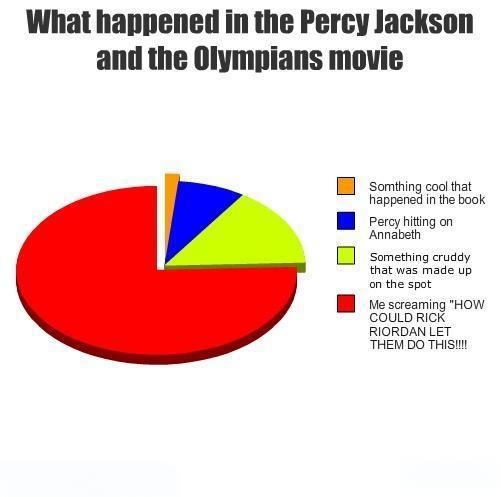 What happened in the Percy Jackson
and the Olympians movie
Somthing cool that
happened in the book
Percy hitting on
Annabeth
Something cruddy
that was made up
on the spot
Me screaming "HOW
COULD RICK
RIORDAN LET
THEM DO THIS!!!!